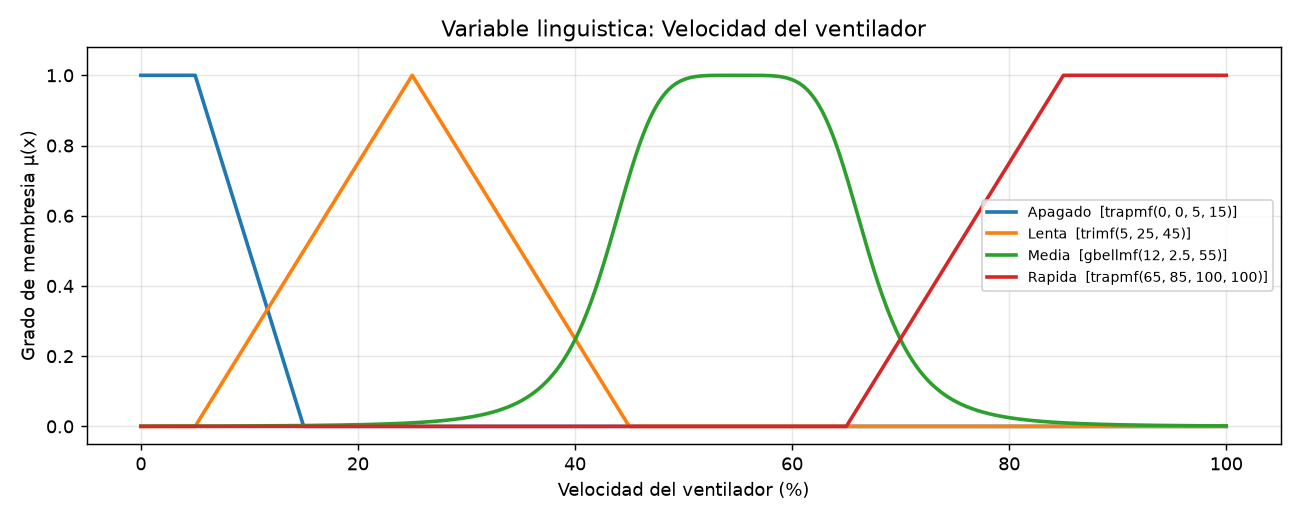 Variable linguistica: Velocidad del ventilador
Grado de membresia μ(x)
1.0
0.8
0.6
0.4
0.2
0.0
Apagado [trapmf(0, 0, 5, 15)]
Lenta [trimf(5, 25, 45)]
Media [gbellmf(12, 2.5, 55)]
Rapida [trapmf(65, 85, 100, 100)]
0 20 40 60 80 100
Velocidad del ventilador (%)